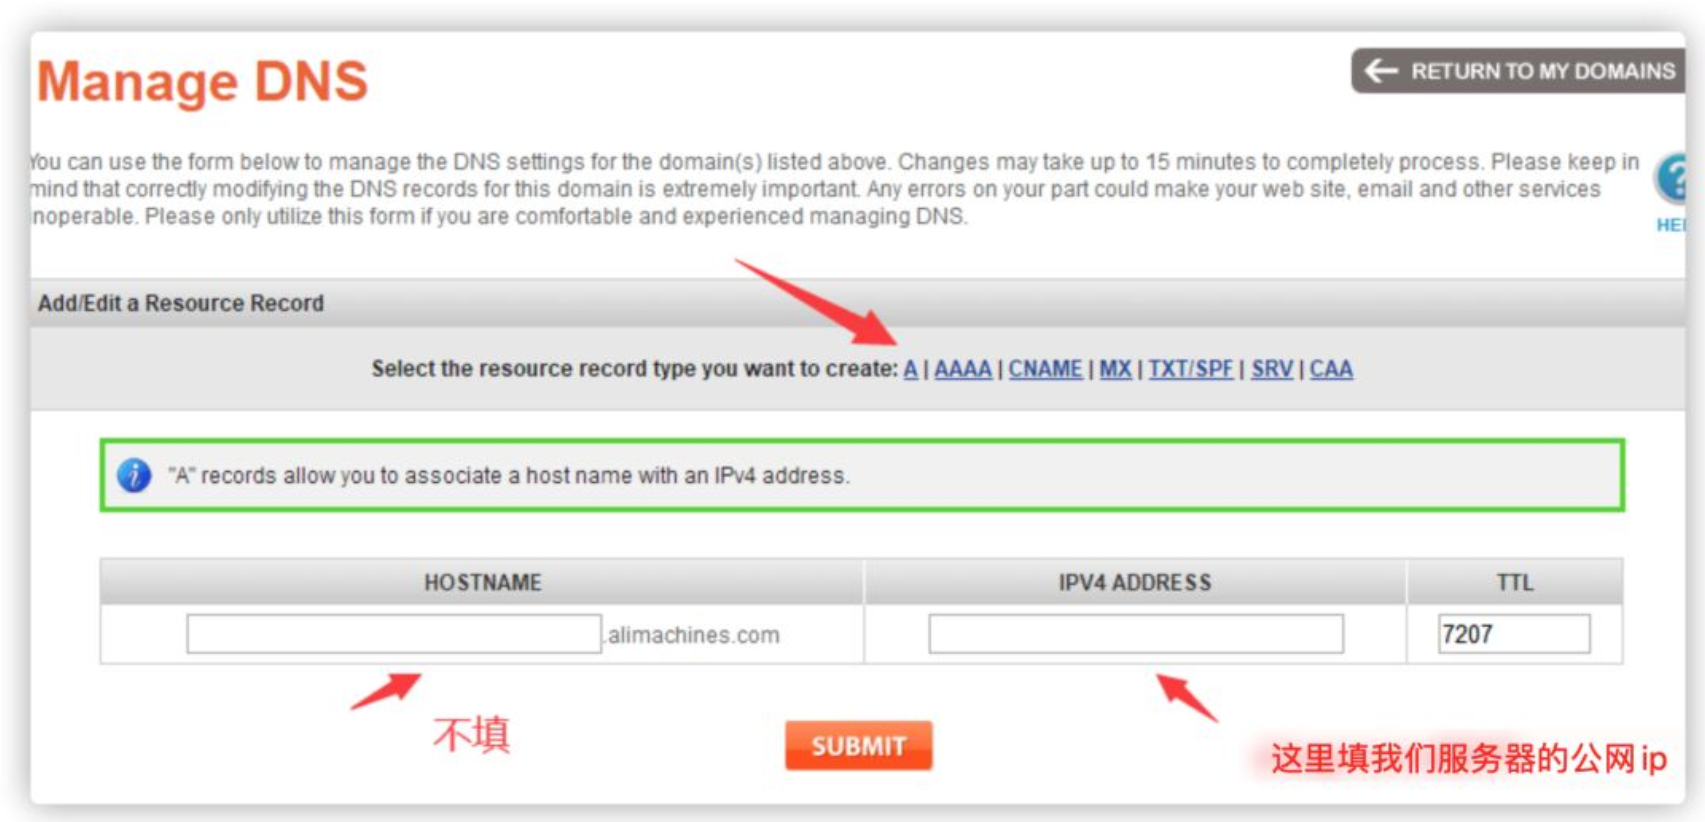 Manage DNS
RETURN TO MY DOMAINS
You can use the form below to manage the DNS settings for the domain(s) listed above. Changes may take up to 15 minutes to completely process. Please keep in
mind that correctly modifying the DNS records for this domain is extremely important. Any errors on your part could make your web site, email and other services
inoperable. Please only utilize this form if you are comfortable and experienced managing DNS.
?
HE
Add/Edit a Resource Record
Select the resource record type you want to create: A | AAAA | CNAME | MX | TXT/SPF | SRV | CAA
"A" records allow you to associate a host name with an IPv4 address.
HOSTNAME IPV4 ADDRESS TTL
.alimachines.com 7207
不填
SUBMIT
这里填我们服务器的公网ip